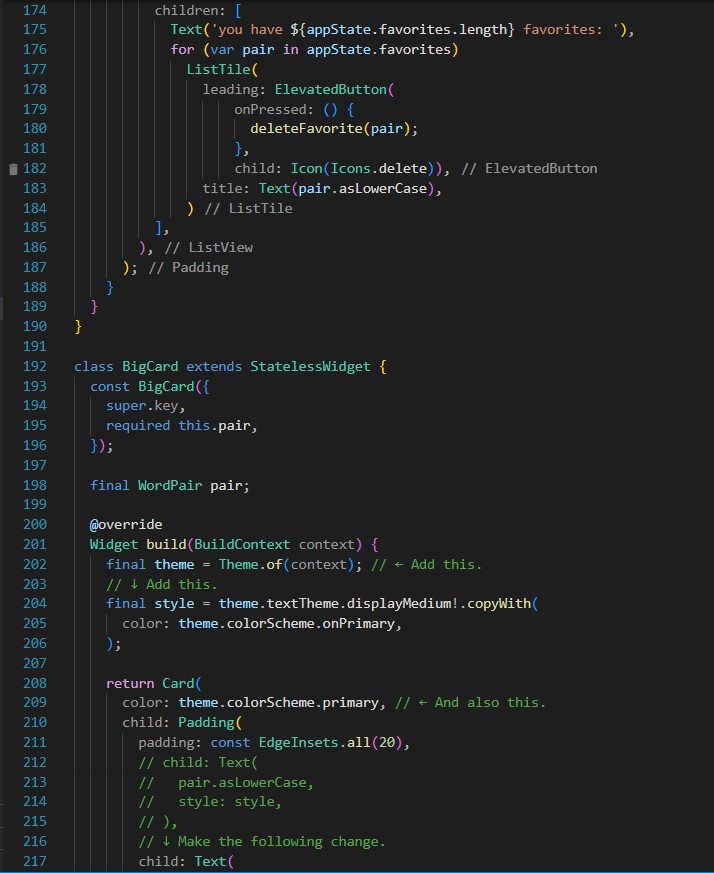 174 children: [
175 Text('you have ${appState.favorites.length} favorites: '),
176 for (var pair in appState.favorites)
177 ListTile(
178 leading: ElevatedButton(
179 onPressed: () {
180 deleteFavorite(pair);
181 },
182 child: Icon(Icons.delete)), // ElevatedButton
183 title: Text(pair.asLowerCase),
184 ) // ListTile
185 ],
186 ), // ListView
187 ); // Padding
188 }
189 }
190 }
191
192 class BigCard extends StatelessWidget {
193 const BigCard({
194 super.key,
195 required this.pair,
196 });
197
198 final WordPair pair;
199
200 @override
201 Widget build(BuildContext context) {
202 final theme = Theme.of(context); // ← Add this.
203 // ↓ Add this.
204 final style = theme.textTheme.displayMedium!.copyWith(
205 color: theme.colorScheme.onPrimary,
206 );
207
208 return Card(
209 color: theme.colorScheme.primary, // ← And also this.
210 child: Padding(
211 padding: const EdgeInsets.all(20),
212 // child: Text(
213 //   pair.asLowerCase,
214 //   style: style,
215 // ),
216 // ↓ Make the following change.
217 child: Text(